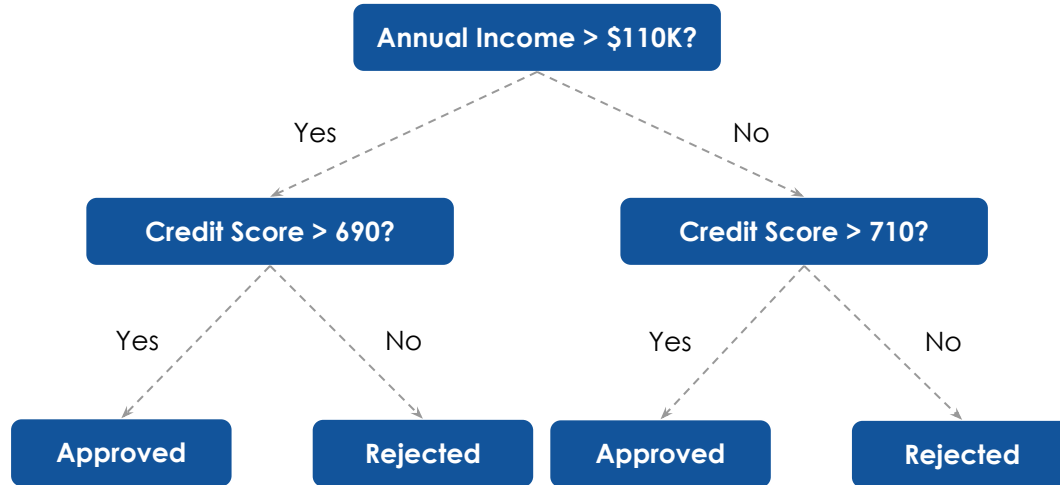 Annual Income > $110K?
Yes
No
Credit Score > 690?
Credit Score > 710?
Yes
No
Yes
No
Approved
Rejected
Approved
Rejected